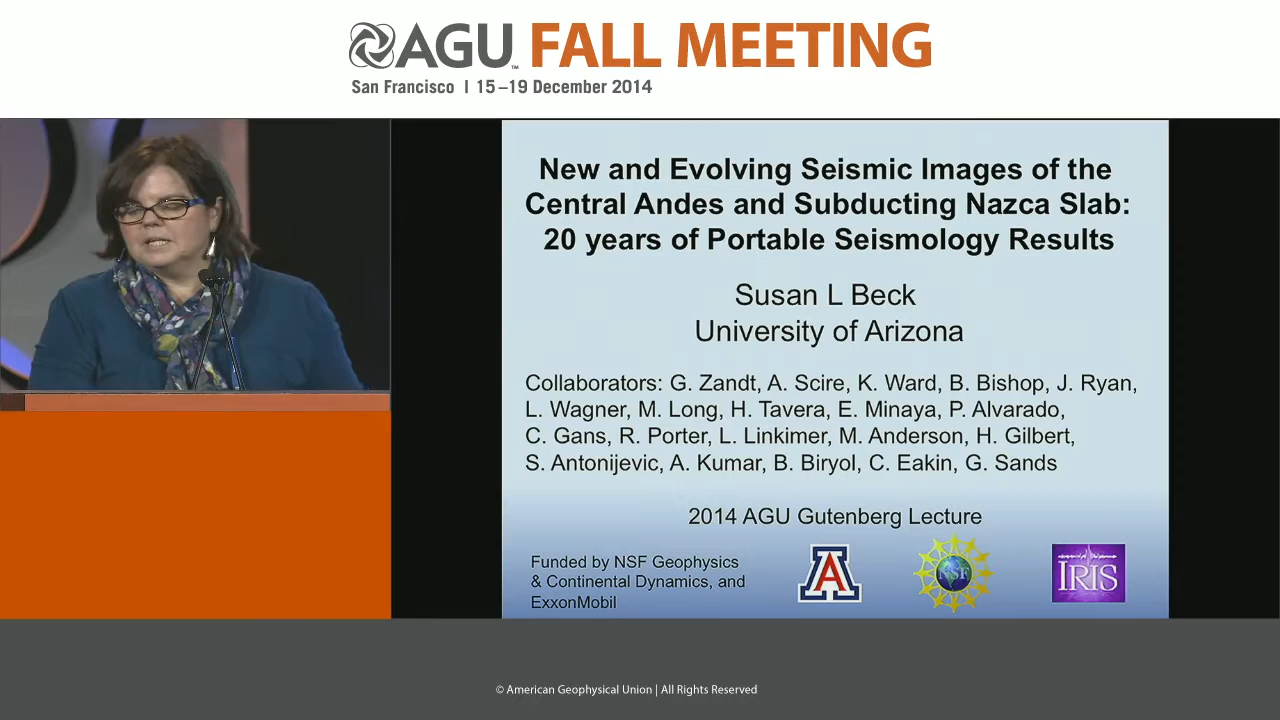 AGU™ FALL MEETING
San Francisco | 15–19 December 2014
New and Evolving Seismic Images of the
Central Andes and Subducting Nazca Slab:
20 years of Portable Seismology Results
Susan L Beck
University of Arizona
Collaborators: G. Zandt, A. Scire, K. Ward, B. Bishop, J. Ryan,
L. Wagner, M. Long, H. Tavera, E. Minaya, P. Alvarado,
C. Gans, R. Porter, L. Linkimer, M. Anderson, H. Gilbert,
S. Antonijevic, A. Kumar, B. Biryol, C. Eakin, G. Sands
2014 AGU Gutenberg Lecture
Funded by NSF Geophysics
& Continental Dynamics, and
ExxonMobil
A
NSF
IRIS
© American Geophysical Union | All Rights Reserved